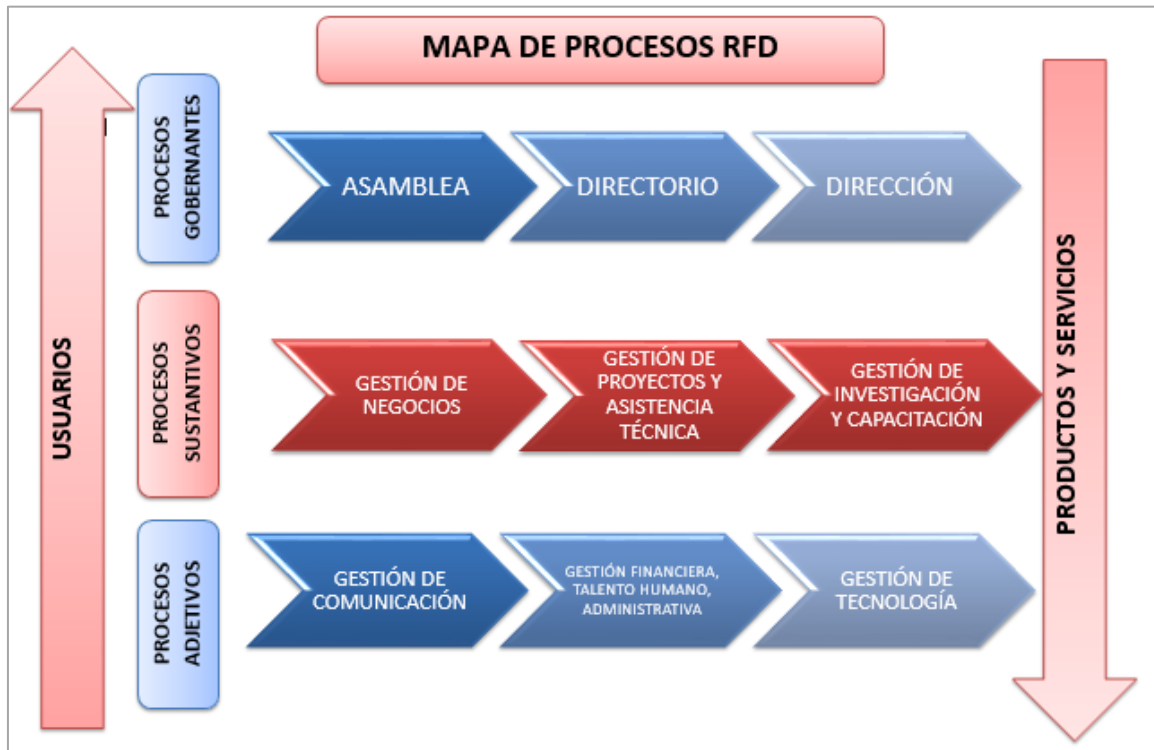 MAPA DE PROCESOS RFD
USUARIOS
PROCESOS
GOBERNANTES
ASAMBLEA
DIRECTORIO
DIRECCIÓN
PROCESOS
SUSTANTIVOS
GESTIÓN DE
NEGOCIOS
GESTIÓN DE
PROYECTOS Y
ASISTENCIA
TÉCNICA
GESTIÓN DE
INVESTIGACIÓN
Y CAPACITACIÓN
PROCESOS
ADJETIVOS
GESTIÓN DE
COMUNICACIÓN
GESTIÓN FINANCIERA,
TALENTO HUMANO,
ADMINISTRATIVA
GESTIÓN DE
TECNOLOGÍA
PRODUCTOS Y SERVICIOS